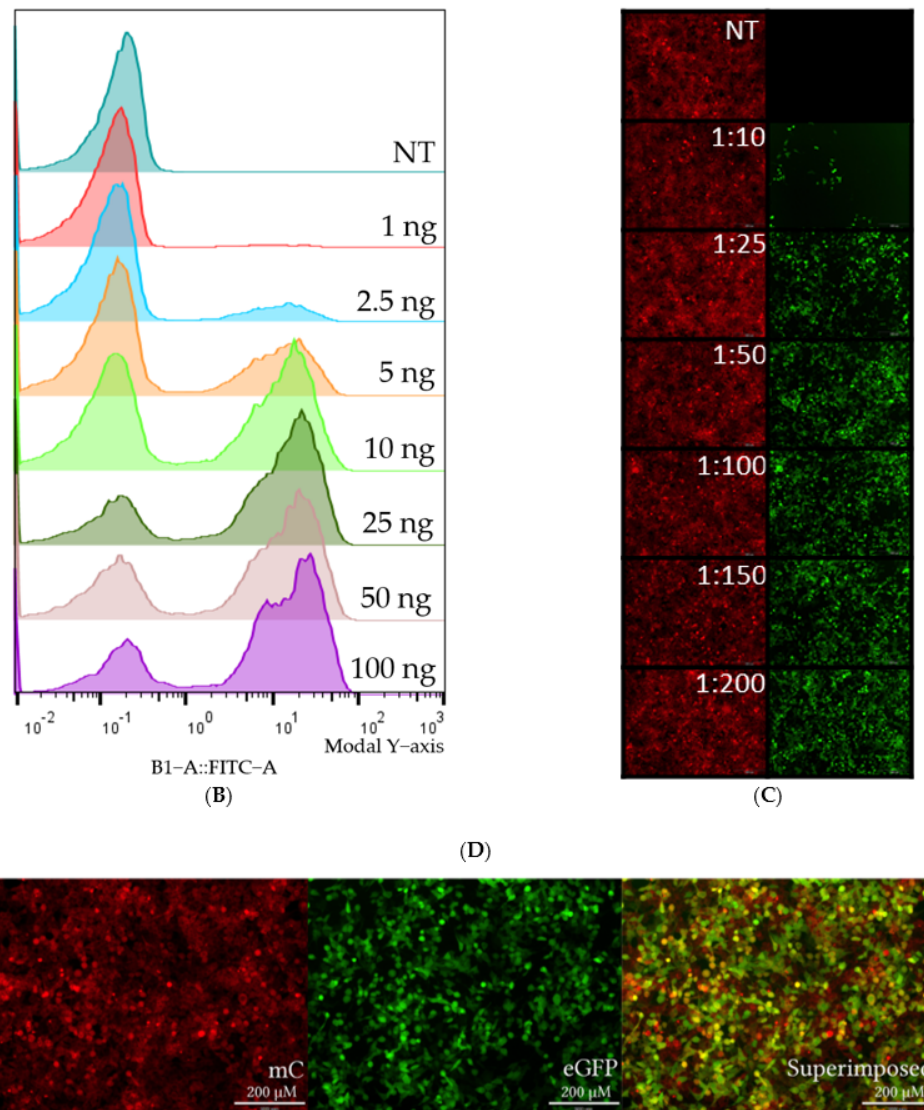 NT
1 ng
2.5 ng
5 ng
10 ng
25 ng
50 ng
100 ng
10-2 10-1 100 101 102 103
Modal Y-axis
B1-A::FITC-A
(B)
NT
1:10
1:25
1:50
1:100
1:150
1:200
(C)
(D)
mC
200 µM
eGFP
200 µM
Superimposed
200 µM